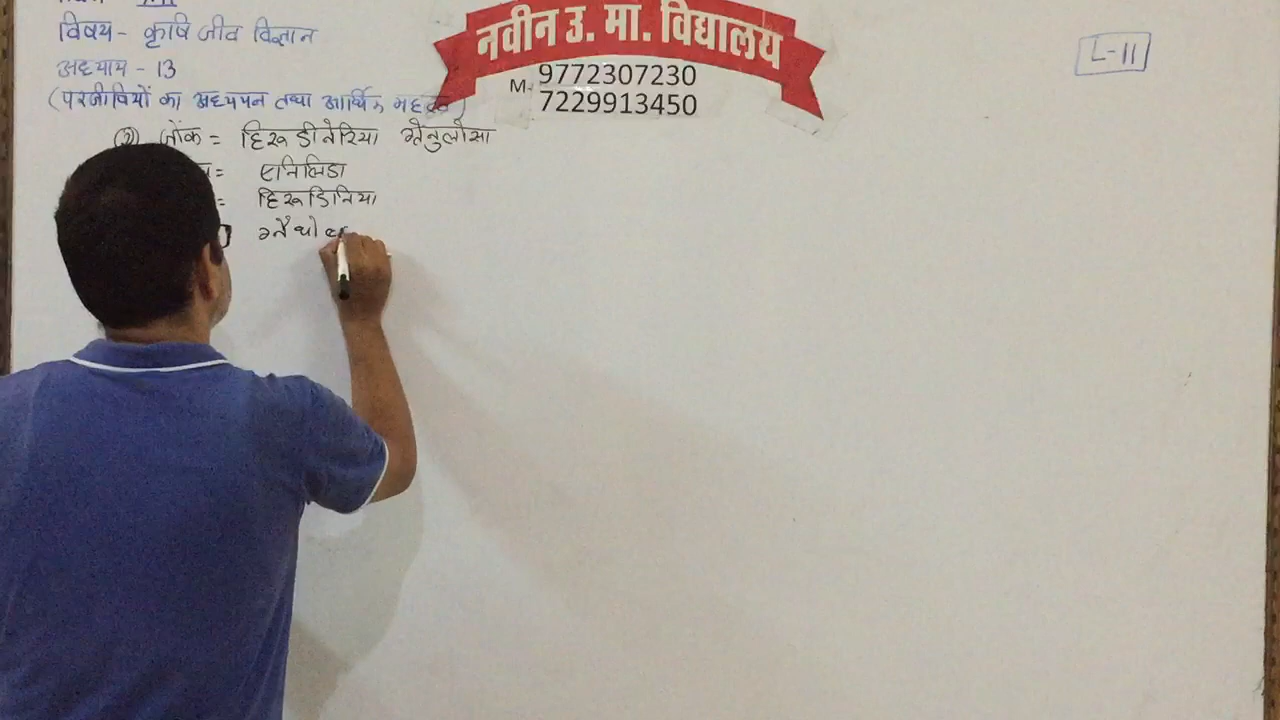 विषय - कृषि जीव विज्ञान
अध्याय - 13
(परजीवियों का अध्ययन तथा आर्थिक महत्व)
नवीन उ. मा. विद्यालय
M. 9772307230
7229913450
L-11
जोंक = हिरूडीनेरिया ग्रेनुलोसा
= एनिलिडा
= हिरूडिनिया